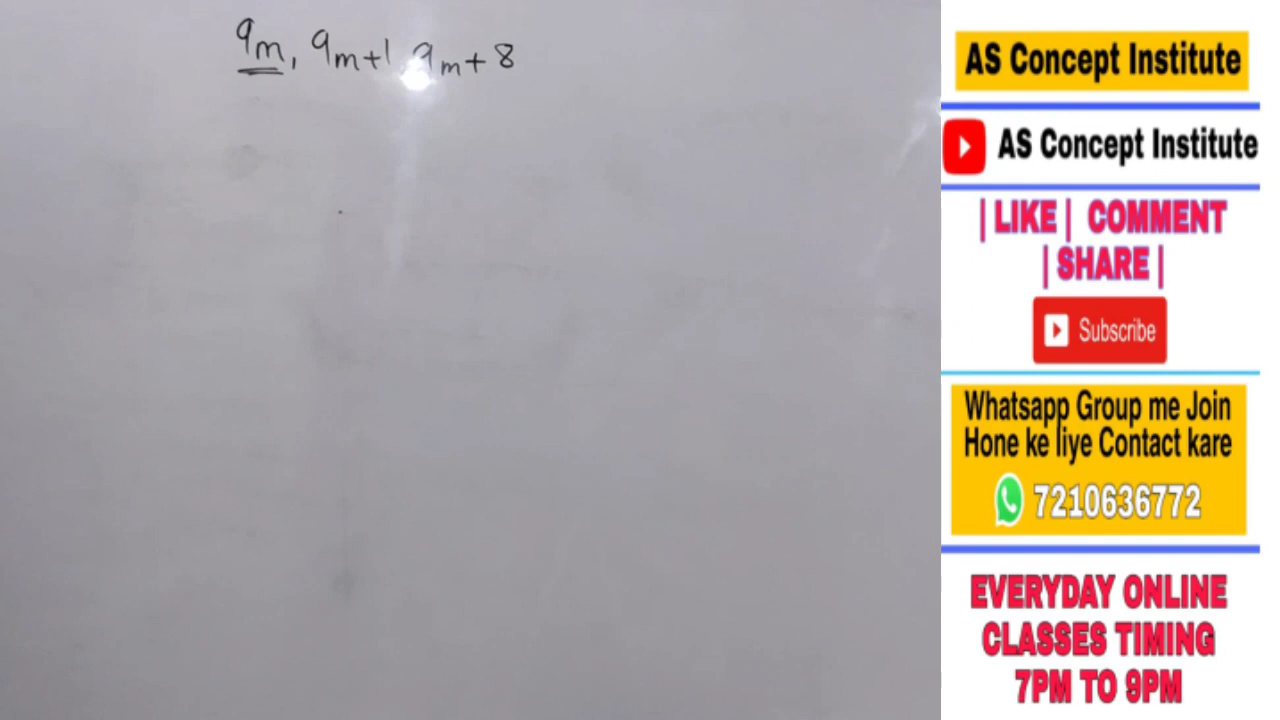 9m, 9m+1, 9m+8
AS Concept Institute
AS Concept Institute
| LIKE | COMMENT
| SHARE |
Subscribe
Whatsapp Group me Join
Hone ke liye Contact kare
7210636772
EVERYDAY ONLINE
CLASSES TIMING
7PM TO 9PM